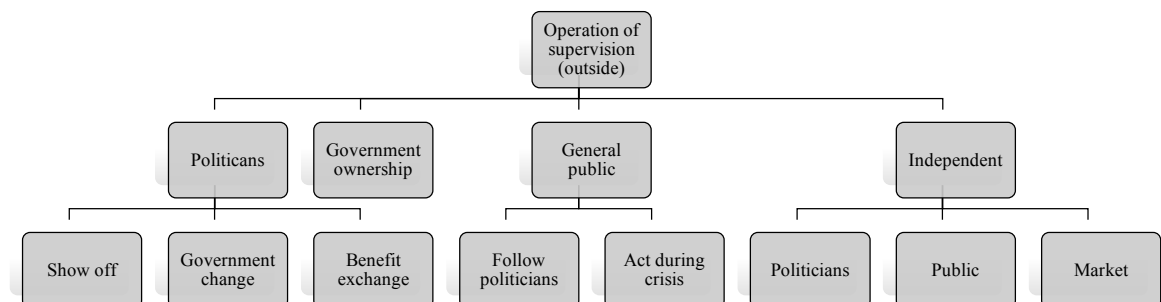 Operation of
supervision
(outside)
Politicans
Government
ownership
General
public
Independent
Show off
Government
change
Benefit
exchange
Follow
politicians
Act during
crisis
Politicians
Public
Market